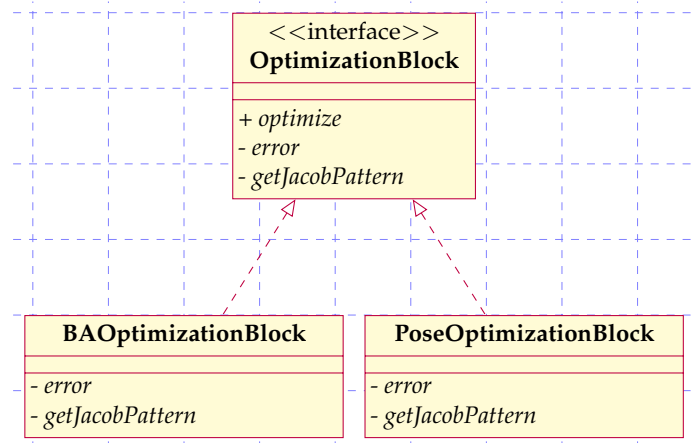 <<interface>>
OptimizationBlock
+ optimize
- error
- getJacobPattern
BAOptimizationBlock
- error
- getJacobPattern
PoseOptimizationBlock
- error
- getJacobPattern